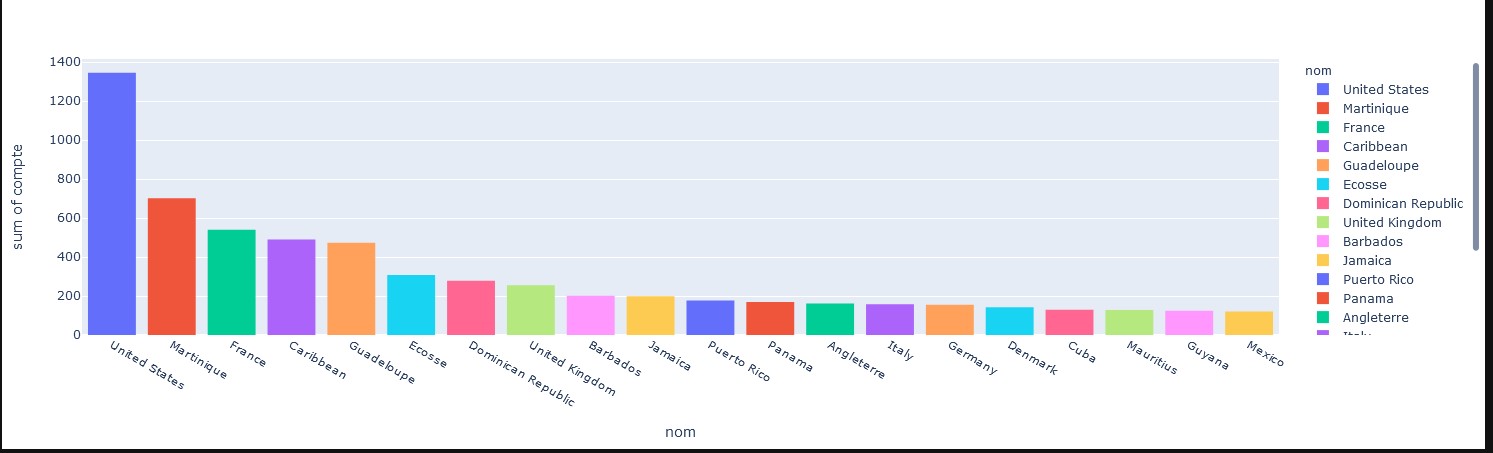 1400
1200
1000
800
600
400
200
0
sum of compte
United States
Martinique
France
Caribbean
Guadeloupe
Ecosse
Dominican Republic
United Kingdom
Barbados
Jamaica
Puerto Rico
Panama
Angleterre
Italy
Germany
Denmark
Cuba
Mauritius
Guyana
Mexico
nom
nom
United States
Martinique
France
Caribbean
Guadeloupe
Ecosse
Dominican Republic
United Kingdom
Barbados
Jamaica
Puerto Rico
Panama
Angleterre
Italy